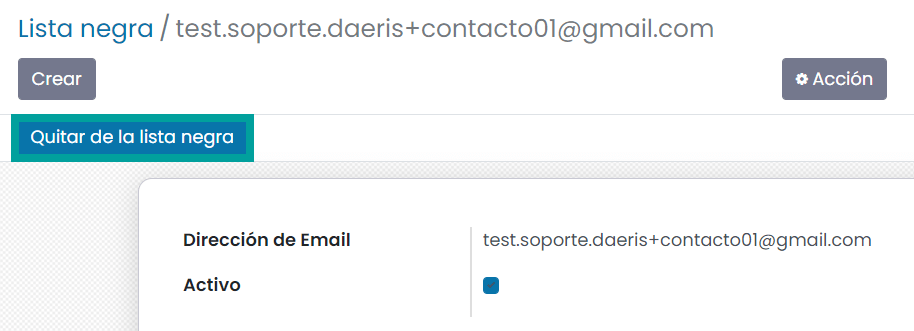 Lista negra / test.soporte.daeris+contacto01@gmail.com
Crear Acción
Quitar de la lista negra
Dirección de Email test.soporte.daeris+contacto01@gmail.com
Activo